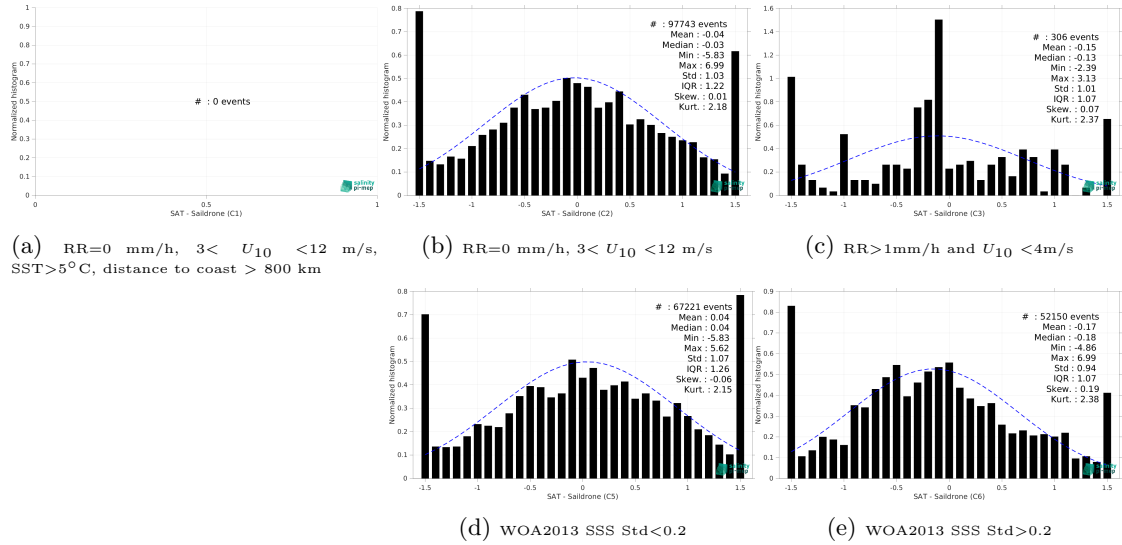 1
0.9
0.8
0.7
0.6
0.5
0.4
0.3
0.2
0.1
0
Normalized histogram
# : 0 events
0 0.5 1
SAT - Saildrone (C1)
salinity
pi-mep
(a) RR=0 mm/h, 3< U10 <12 m/s,
SST>5°C, distance to coast > 800 km
0.8
0.7
0.6
0.5
0.4
0.3
0.2
0.1
0
Normalized histogram
# : 97743 events
Mean : -0.04
Median : -0.03
Min : -5.83
Max : 6.99
Std : 1.03
IQR : 1.22
Skew. : 0.01
Kurt. : 2.18
-1.5 -1 -0.5 0 0.5 1 1.5
SAT - Saildrone (C2)
salinity
pi-mep
(b) RR=0 mm/h, 3< U10 <12 m/s
1.6
1.4
1.2
1
0.8
0.6
0.4
0.2
0
Normalized histogram
# : 306 events
Mean : -0.15
Median : -0.13
Min : -2.39
Max : 3.13
Std : 1.01
IQR : 1.07
Skew. : 0.07
Kurt. : 2.37
-1.5 -1 -0.5 0 0.5 1 1.5
SAT - Saildrone (C3)
salinity
pi-mep
(c) RR>1mm/h and U10 <4m/s
0.8
0.7
0.6
0.5
0.4
0.3
0.2
0.1
0
Normalized histogram
# : 67221 events
Mean : 0.04
Median : 0.04
Min : -5.83
Max : 5.62
Std : 1.07
IQR : 1.26
Skew. : -0.06
Kurt. : 2.15
-1.5 -1 -0.5 0 0.5 1 1.5
SAT - Saildrone (C5)
salinity
pi-mep
(d) WOA2013 SSS Std<0.2
0.9
0.8
0.7
0.6
0.5
0.4
0.3
0.2
0.1
0
Normalized histogram
# : 52150 events
Mean : -0.17
Median : -0.18
Min : -4.86
Max : 6.99
Std : 0.94
IQR : 1.07
Skew. : 0.19
Kurt. : 2.38
-1.5 -1 -0.5 0 0.5 1 1.5
SAT - Saildrone (C6)
salinity
pi-mep
(e) WOA2013 SSS Std>0.2